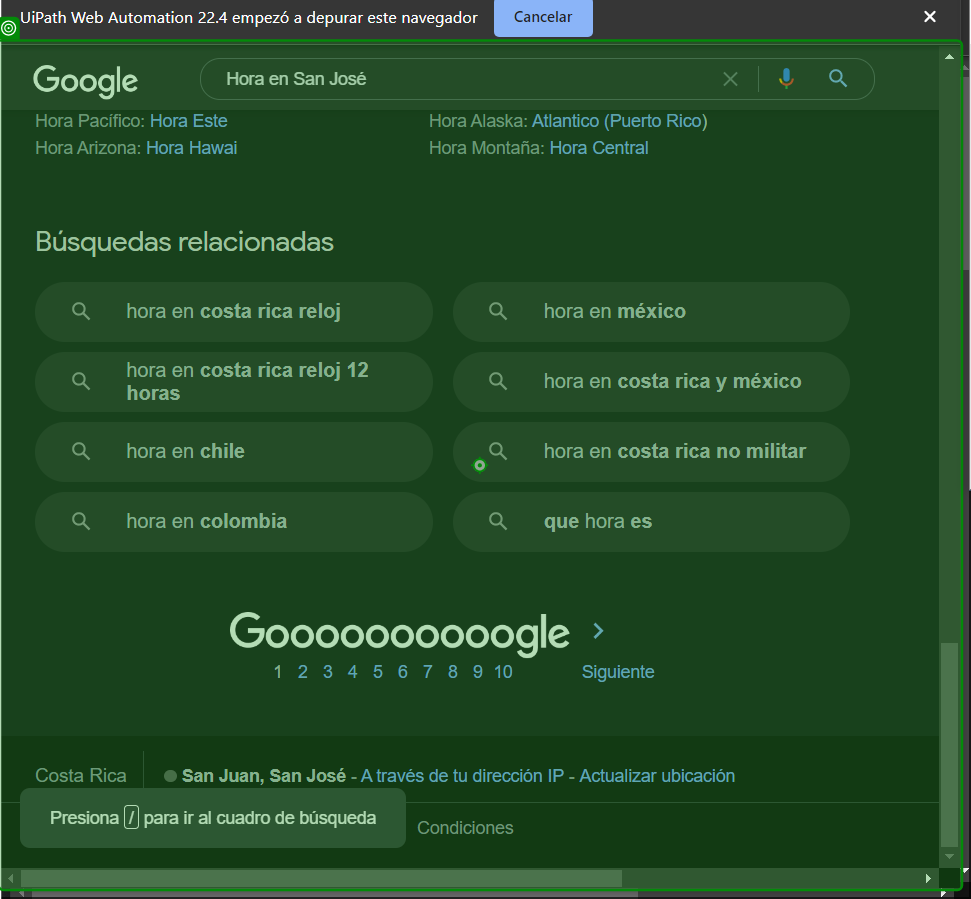 UiPath Web Automation 22.4 empezó a depurar este navegador Cancelar
Google Hora en San José
Hora Pacífico: Hora Este Hora Alaska: Atlantico (Puerto Rico)
Hora Arizona: Hora Hawai Hora Montaña: Hora Central
Búsquedas relacionadas
hora en costa rica reloj
hora en méxico
hora en costa rica reloj 12
horas
hora en costa rica y méxico
hora en chile
hora en costa rica no militar
hora en colombia
que hora es
Goooooooooogle
1 2 3 4 5 6 7 8 9 10 Siguiente
Costa Rica San Juan, San José - A través de tu dirección IP - Actualizar ubicación
Presiona / para ir al cuadro de búsqueda
Condiciones